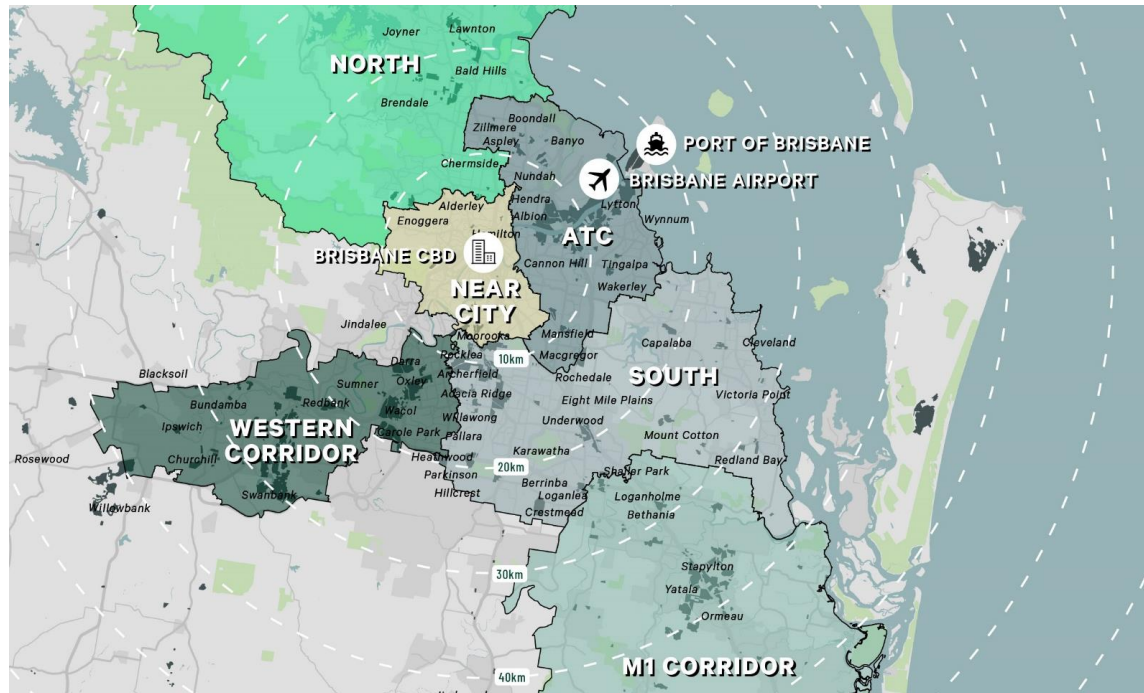 Joyner
Lawnton
NORTH
Bald Hills
Brendale
Boondall
Zillmere
Aspley
Banyo
PORT OF BRISBANE
Chermside
Nundah
BRISBANE AIRPORT
Hendra
Lytton
Alderley
Enoggera
Albion
Wynnum
Hamilton
ATC
BRISBANE CBD
Cannon Hill
Tingalpa
NEAR
CITY
Wakerley
Jindalee
Moorooka
Mansfield
Capalaba
Cleveland
10km
Macgregor
Rocklea
Darra
Blacksoil
Archerfield
Rochedale
SOUTH
Sumner
Oxley
Acacia Ridge
Eight Mile Plains
Victoria Point
Bundamba
Redbank
Wacol
Willawong
Underwood
Ipswich
WESTERN
CORRIDOR
Carole Park
Pallara
Mount Cotton
Karawatha
Rosewood
Churchill
Heathwood
20km
Redland Bay
Parkinson
Shailer Park
Berrinba
Swanbank
Hillcrest
Loganlea
Loganholme
Willowbank
Crestmead
Bethania
30km
Stapylton
Yatala
Ormeau
M1 CORRIDOR
40km